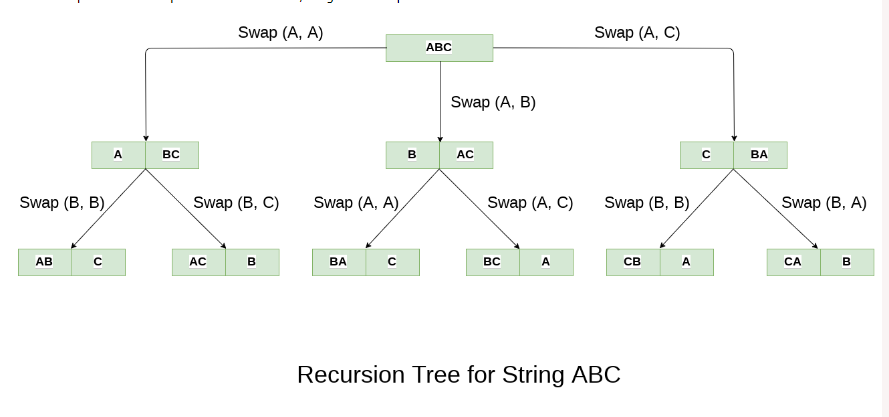 Swap (A, A)
ABC
Swap (A, C)
Swap (A, B)
A BC
B AC
C BA
Swap (B, B)
Swap (B, C)
Swap (A, A)
Swap (A, C)
Swap (B, B)
Swap (B, A)
AB C
AC B
BA C
BC A
CB A
CA B
Recursion Tree for String ABC